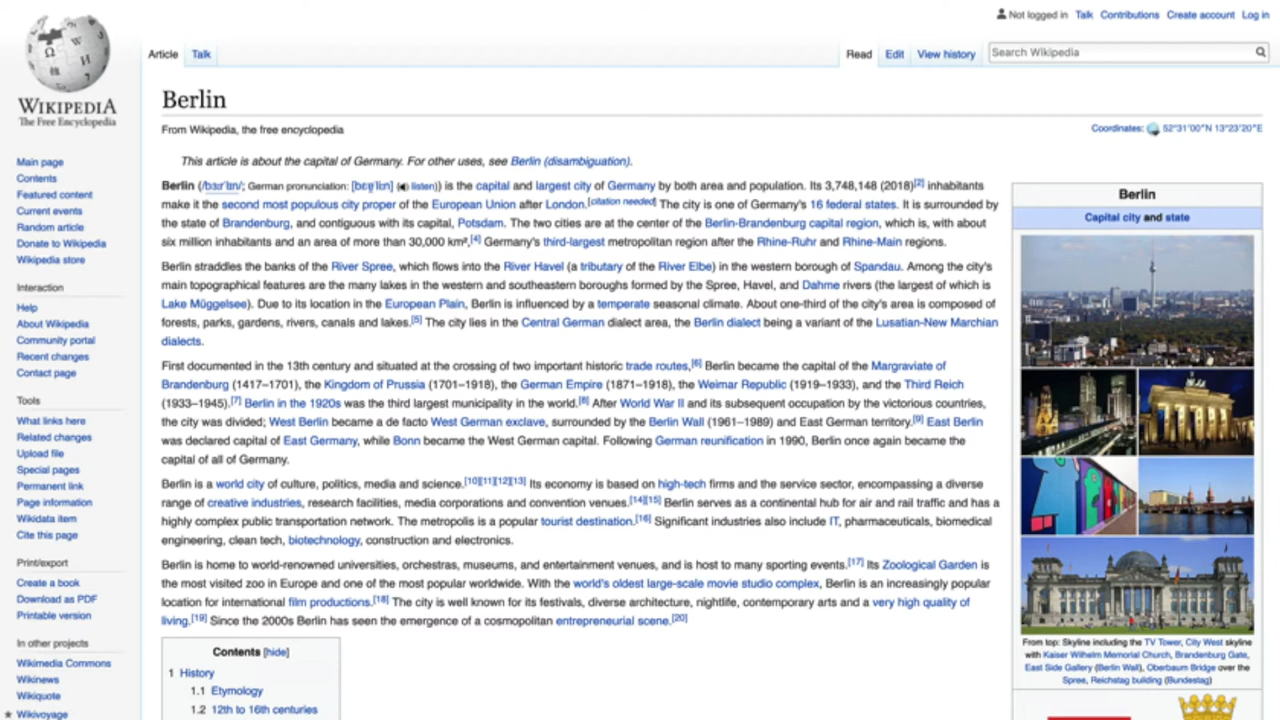 Not logged in Talk Contributions Create account Log in
Article Talk Read Edit View history Search Wikipedia
WIKIPEDIA
The Free Encyclopedia
Main page
Contents
Featured content
Current events
Random article
Donate to Wikipedia
Wikipedia store
Interaction
Help
About Wikipedia
Community portal
Recent changes
Contact page
Tools
What links here
Related changes
Upload file
Special pages
Permanent link
Page information
Wikidata item
Cite this page
Print/export
Create a book
Download as PDF
Printable version
In other projects
Wikimedia Commons
Wikinews
Wikiquote
Wikivoyage
Berlin
From Wikipedia, the free encyclopedia
Coordinates: 52°31′00″N 13°23′20″E
This article is about the capital of Germany. For other uses, see Berlin (disambiguation).
Berlin (/bɜːrˈlɪn/; German pronunciation: [bɛɐ̯ˈliːn] (listen)) is the capital and largest city of Germany by both area and population. Its 3,748,148 (2018)[2] inhabitants
make it the second most populous city proper of the European Union after London.[citation needed] The city is one of Germany's 16 federal states. It is surrounded by
the state of Brandenburg, and contiguous with its capital, Potsdam. The two cities are at the center of the Berlin-Brandenburg capital region, which is, with about
six million inhabitants and an area of more than 30,000 km²,[4] Germany's third-largest metropolitan region after the Rhine-Ruhr and Rhine-Main regions.
Berlin straddles the banks of the River Spree, which flows into the River Havel (a tributary of the River Elbe) in the western borough of Spandau. Among the city's
main topographical features are the many lakes in the western and southeastern boroughs formed by the Spree, Havel, and Dahme rivers (the largest of which is
Lake Müggelsee). Due to its location in the European Plain, Berlin is influenced by a temperate seasonal climate. About one-third of the city's area is composed of
forests, parks, gardens, rivers, canals and lakes.[5] The city lies in the Central German dialect area, the Berlin dialect being a variant of the Lusatian-New Marchian
dialects.
First documented in the 13th century and situated at the crossing of two important historic trade routes,[6] Berlin became the capital of the Margraviate of
Brandenburg (1417–1701), the Kingdom of Prussia (1701–1918), the German Empire (1871–1918), the Weimar Republic (1919–1933), and the Third Reich
(1933–1945).[7] Berlin in the 1920s was the third largest municipality in the world.[8] After World War II and its subsequent occupation by the victorious countries,
the city was divided; West Berlin became a de facto West German exclave, surrounded by the Berlin Wall (1961–1989) and East German territory.[9] East Berlin
was declared capital of East Germany, while Bonn became the West German capital. Following German reunification in 1990, Berlin once again became the
capital of all of Germany.
Berlin is a world city of culture, politics, media and science.[10][11][12][13] Its economy is based on high-tech firms and the service sector, encompassing a diverse
range of creative industries, research facilities, media corporations and convention venues.[14][15] Berlin serves as a continental hub for air and rail traffic and has a
highly complex public transportation network. The metropolis is a popular tourist destination.[16] Significant industries also include IT, pharmaceuticals, biomedical
engineering, clean tech, biotechnology, construction and electronics.
Berlin is home to world-renowned universities, orchestras, museums, and entertainment venues, and is host to many sporting events.[17] Its Zoological Garden is
the most visited zoo in Europe and one of the most popular worldwide. With the world's oldest large-scale movie studio complex, Berlin is an increasingly popular
location for international film productions.[18] The city is well known for its festivals, diverse architecture, nightlife, contemporary arts and a very high quality of
living.[19] Since the 2000s Berlin has seen the emergence of a cosmopolitan entrepreneurial scene.[20]
Contents [hide]
1 History
1.1 Etymology
1.2 12th to 16th centuries
Berlin
Capital city and state
From top: Skyline including the TV Tower, City West skyline
with Kaiser Wilhelm Memorial Church, Brandenburg Gate,
East Side Gallery (Berlin Wall), Oberbaum Bridge over the
Spree, Reichstag building (Bundestag)